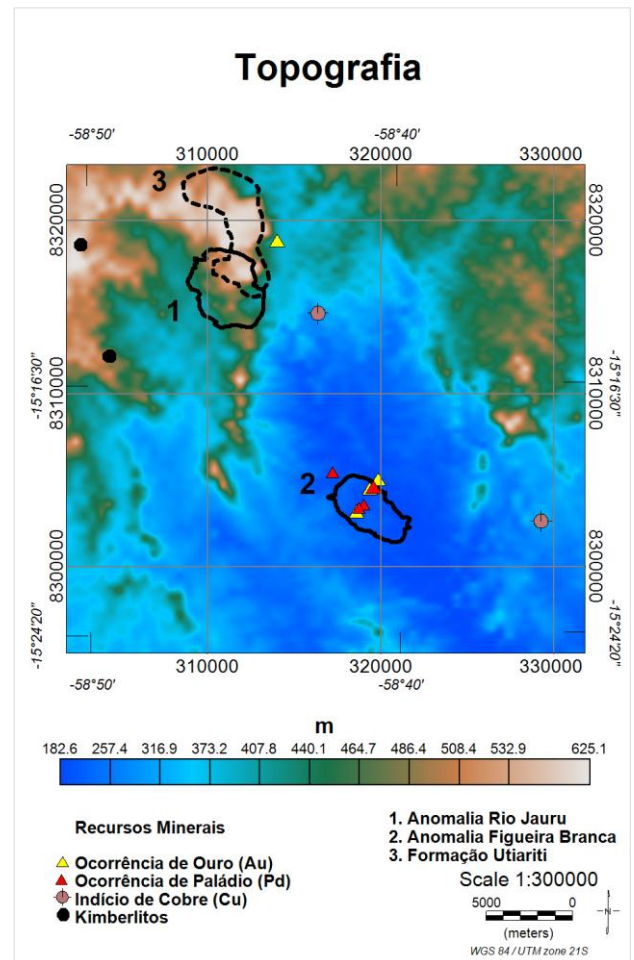 Topografia
-58°50' -58°40'
310000 320000 330000
3
8320000 8320000
1
-15°16'30" -15°16'30"
8310000 8310000
2
8300000 8300000
-15°24'20" -15°24'20"
310000 320000 330000
-58°50' -58°40'
m
182.6 257.4 316.9 373.2 407.8 440.1 464.7 486.4 508.4 532.9 625.1
Recursos Minerais
Ocorrência de Ouro (Au)
Ocorrência de Paládio (Pd)
Indício de Cobre (Cu)
Kimberlitos
1. Anomalia Rio Jauru
2. Anomalia Figueira Branca
3. Formação Utiariti
Scale 1:300000
5000 0
(meters)
WGS 84 / UTM zone 21S
N